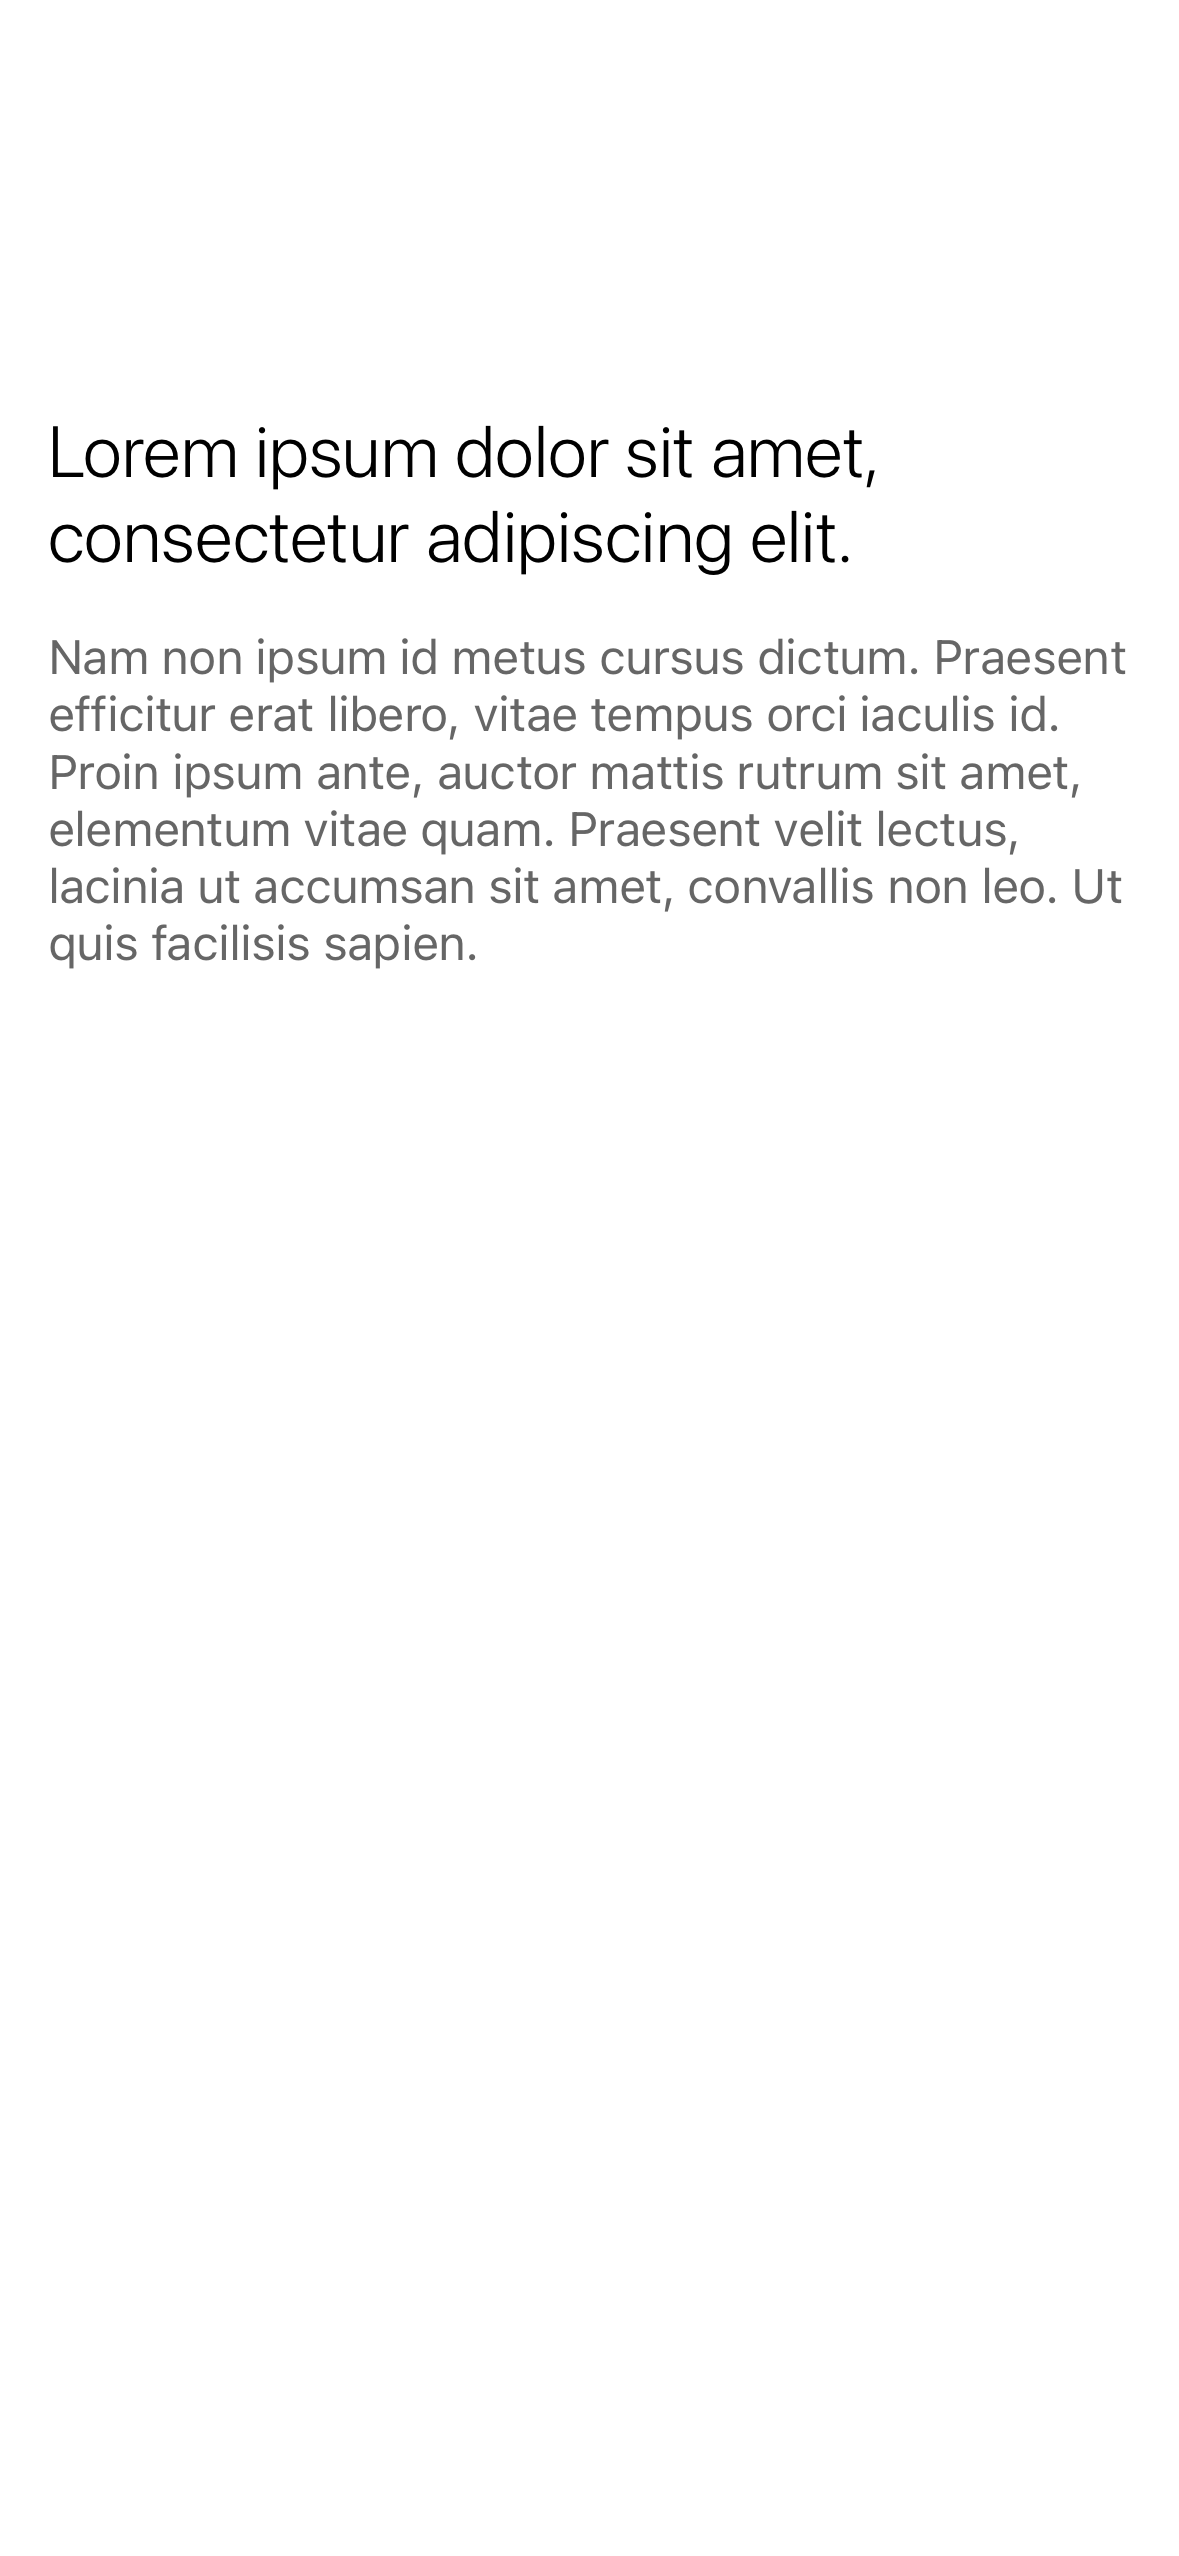 Lorem ipsum dolor sit amet,
consectetur adipiscing elit.
Nam non ipsum id metus cursus dictum. Praesent
efficitur erat libero, vitae tempus orci iaculis id.
Proin ipsum ante, auctor mattis rutrum sit amet,
elementum vitae quam. Praesent velit lectus,
lacinia ut accumsan sit amet, convallis non leo. Ut
quis facilisis sapien.